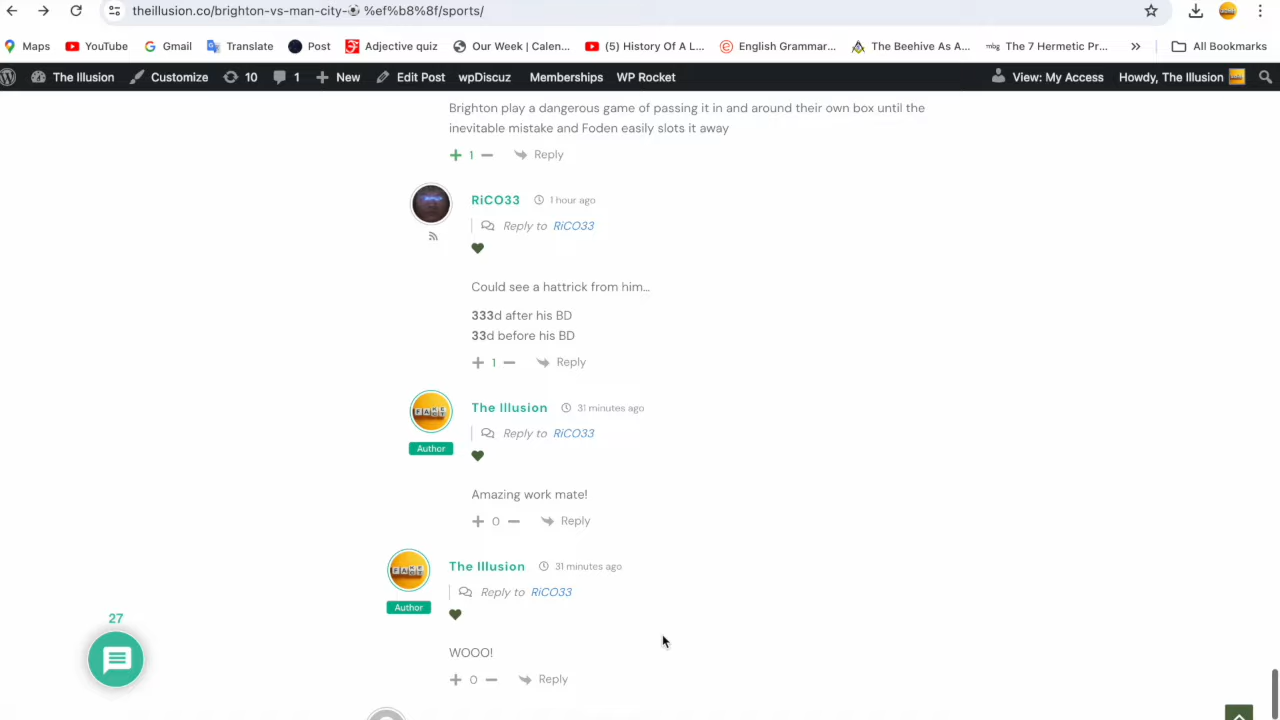 theillusion.co/brighton-vs-man-city-⚽%ef%b8%8f/sports/
Maps YouTube Gmail Translate Post Adjective quiz Our Week | Calen... (5) History Of A L... English Grammar... The Beehive As A... The 7 Hermetic Pr... » All Bookmarks
The Illusion Customize 10 1 New Edit Post wpDiscuz Memberships WP Rocket View: My Access Howdy, The Illusion
Brighton play a dangerous game of passing it in and around their own box until the
inevitable mistake and Foden easily slots it away
1 Reply
RiCO33 1 hour ago
Reply to RiCO33
Could see a hattrick from him...
333d after his BD
33d before his BD
1 Reply
The Illusion 31 minutes ago
Reply to RiCO33
Author
Amazing work mate!
0 Reply
The Illusion 31 minutes ago
Reply to RiCO33
Author
27
WOOO!
0 Reply